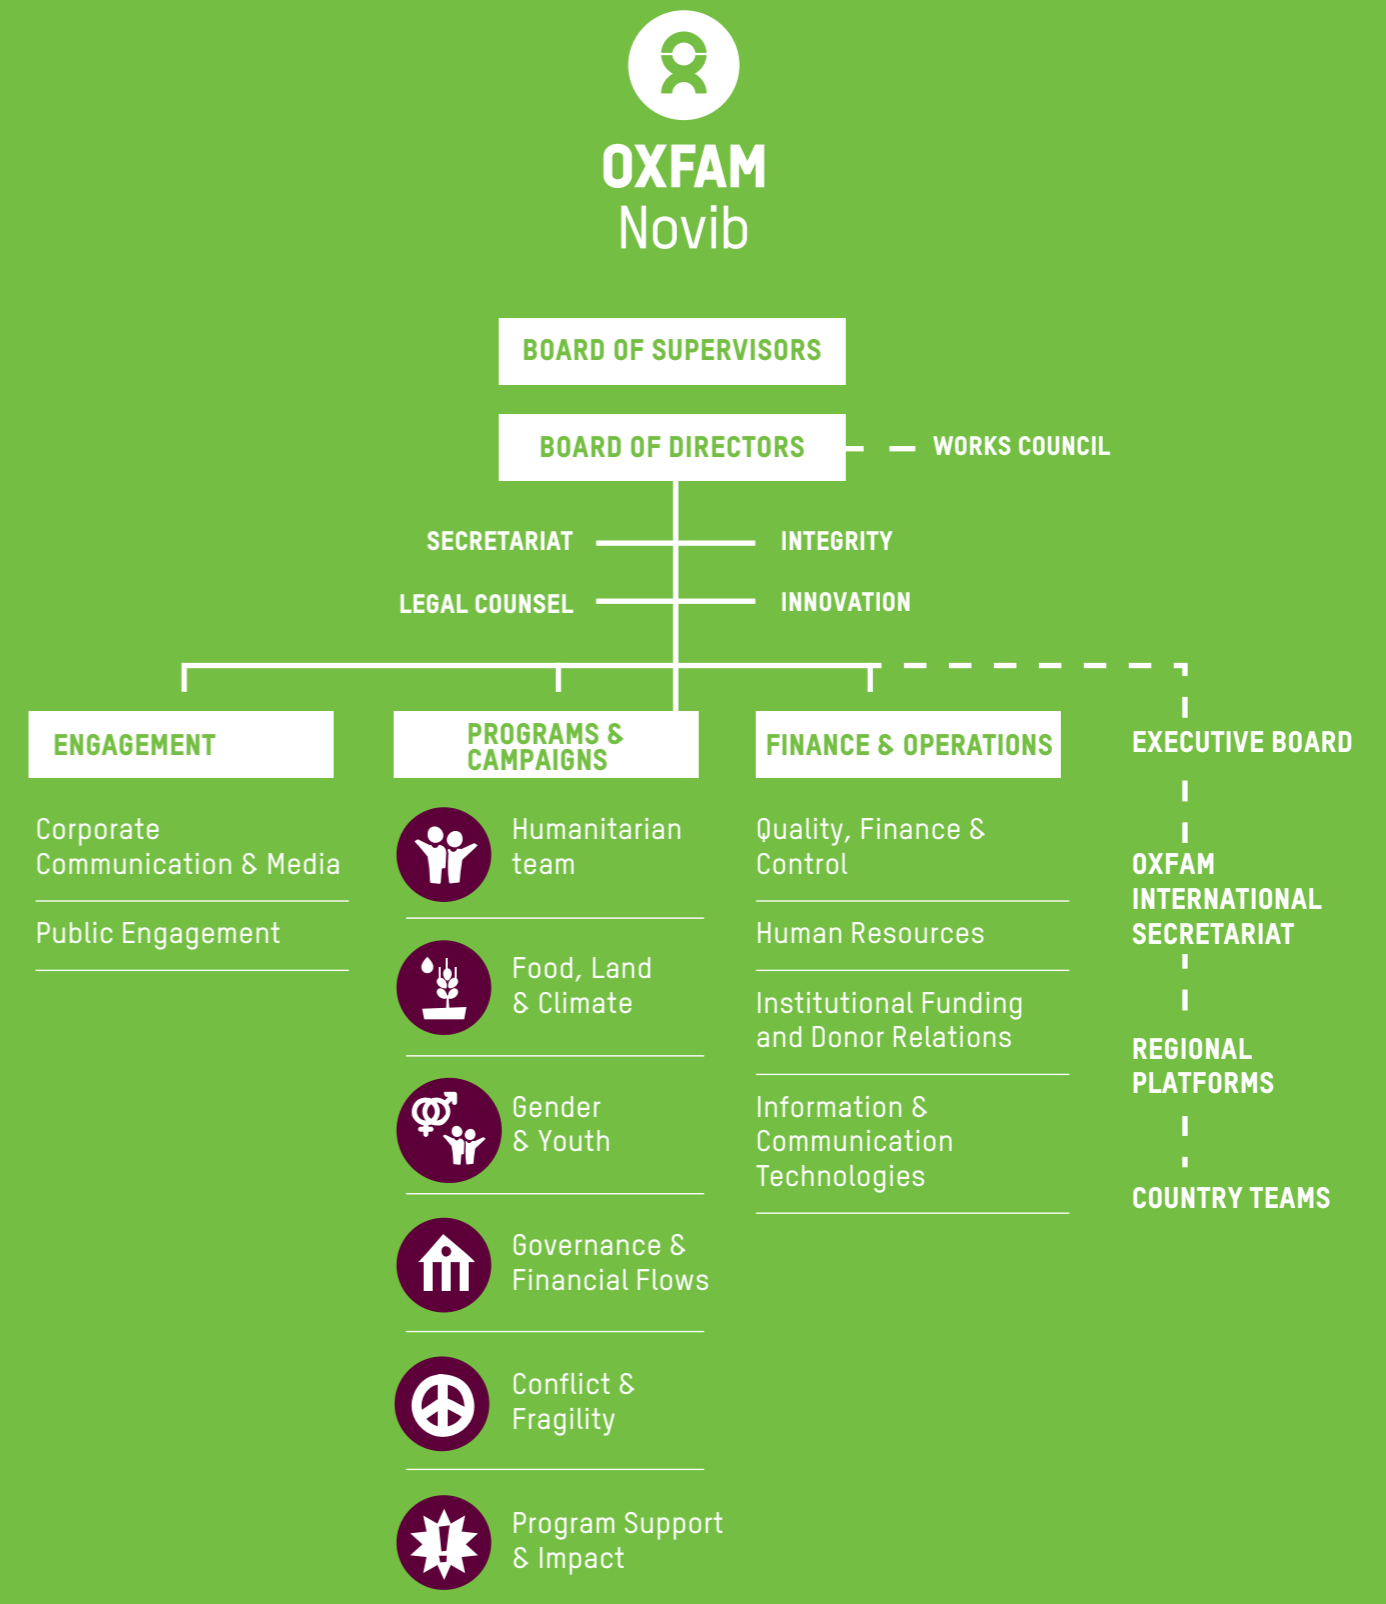 OXFAM
Novib
BOARD OF SUPERVISORS
BOARD OF DIRECTORS
WORKS COUNCIL
SECRETARIAT
INTEGRITY
LEGAL COUNSEL
INNOVATION
ENGAGEMENT
Corporate
Communication & Media
Public Engagement
PROGRAMS &
CAMPAIGNS
Humanitarian
team
Food, Land
& Climate
Gender
& Youth
Governance &
Financial Flows
Conflict &
Fragility
Program Support
& Impact
FINANCE & OPERATIONS
Quality, Finance &
Control
Human Resources
Institutional Funding
and Donor Relations
Information &
Communication
Technologies
EXECUTIVE BOARD
OXFAM
INTERNATIONAL
SECRETARIAT
REGIONAL
PLATFORMS
COUNTRY TEAMS